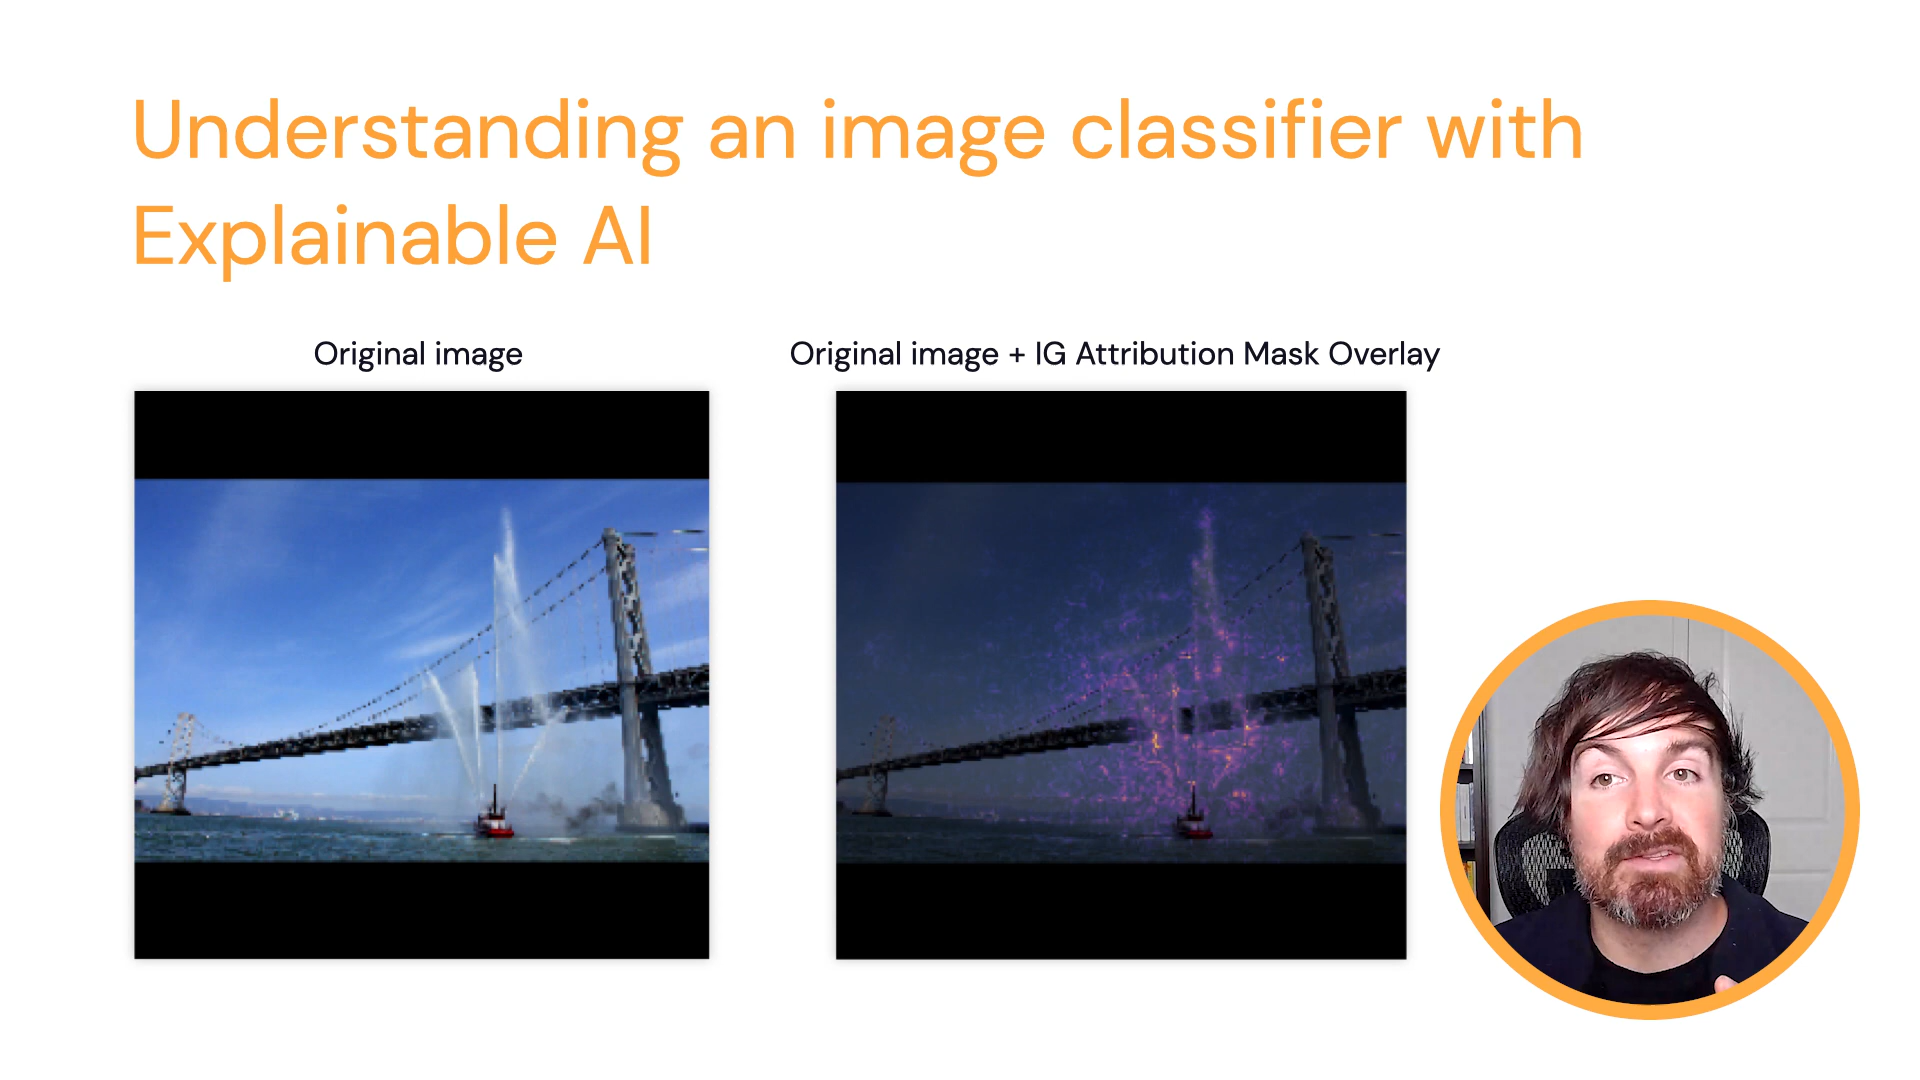 Understanding an image classifier with
Explainable AI
Original image
Original image + IG Attribution Mask Overlay